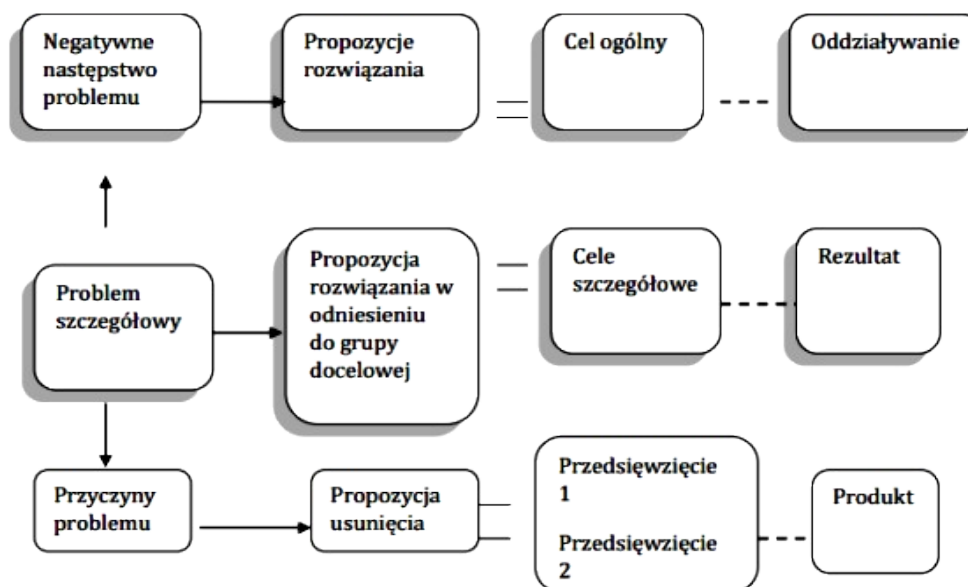 Negatywne
następstwo
problemu
Propozycje
rozwiązania
Cel ogólny
Oddziaływanie
Problem
szczegółowy
Propozycja
rozwiązania w
odniesieniu
do grupy
docelowej
Cele
szczegółowe
Rezultat
Przyczyny
problemu
Propozycja
usunięcia
Przedsięwzięcie
1
Przedsięwzięcie
2
Produkt